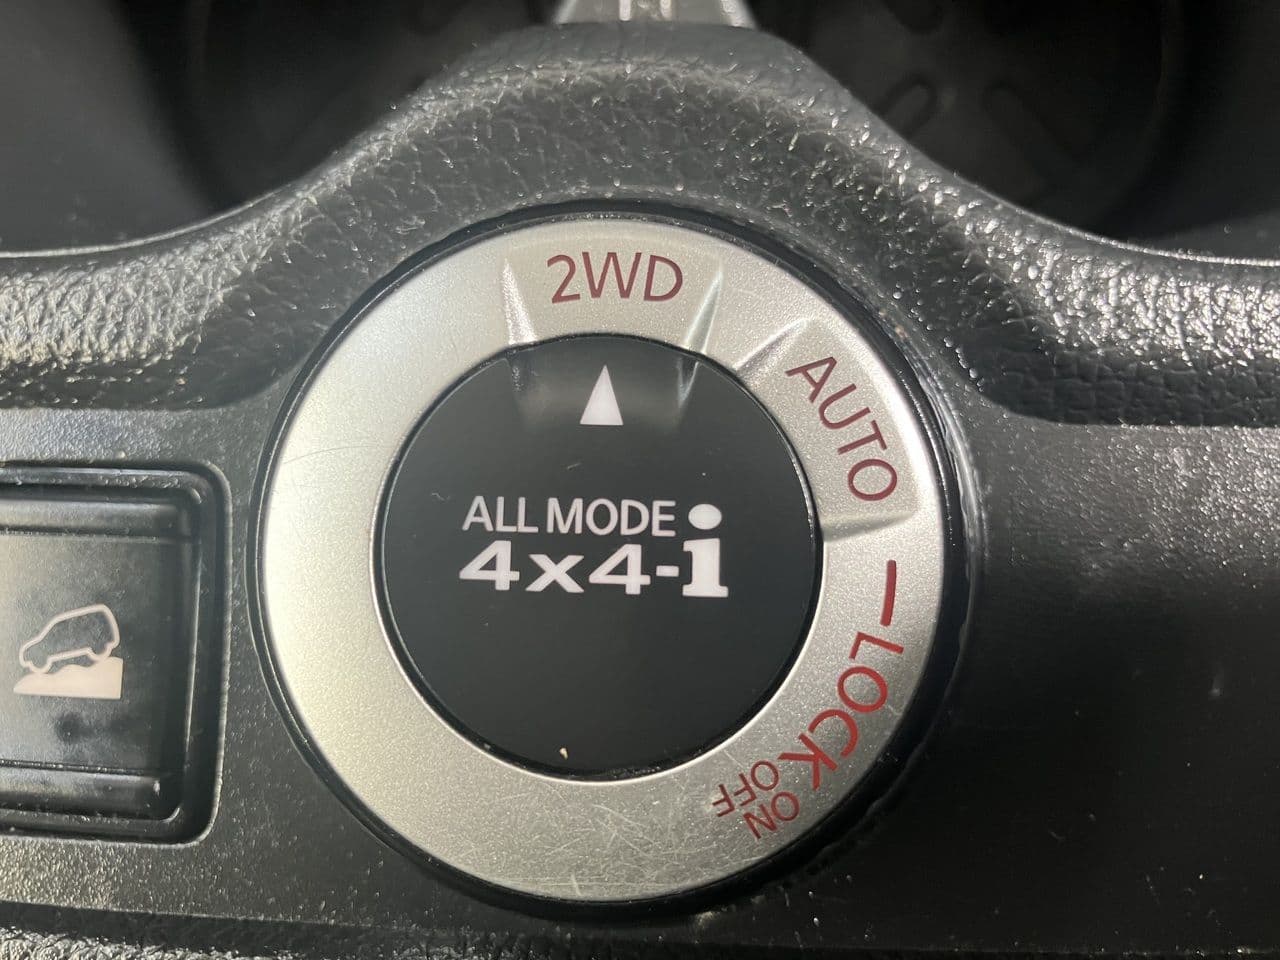 2WD
AUTO
LOCK
ON
OFF
ALL MODE i
4x4-i